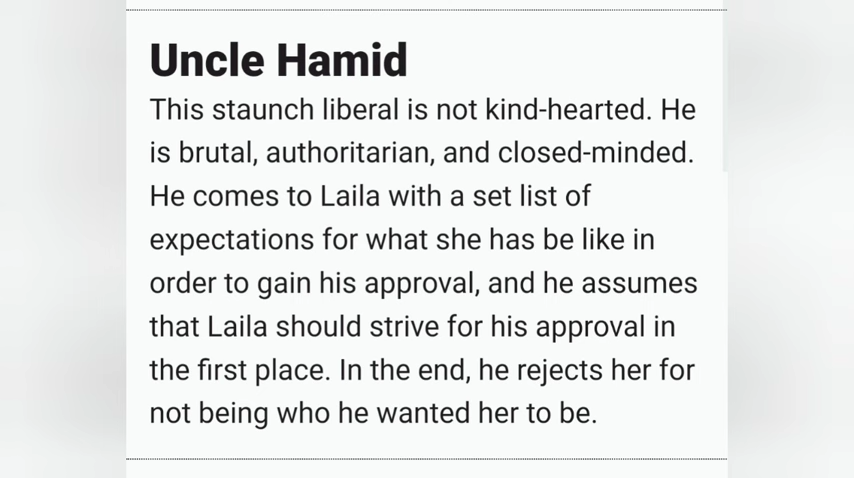 Uncle Hamid
This staunch liberal is not kind-hearted. He
is brutal, authoritarian, and closed-minded.
He comes to Laila with a set list of
expectations for what she has be like in
order to gain his approval, and he assumes
that Laila should strive for his approval in
the first place. In the end, he rejects her for
not being who he wanted her to be.